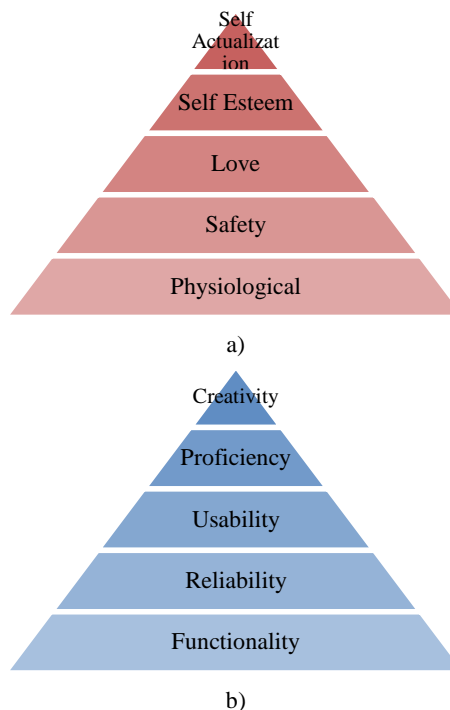 Self
Actualizat
ion
Self Esteem
Love
Safety
Physiological
a)
Creativity
Proficiency
Usability
Reliability
Functionality
b)